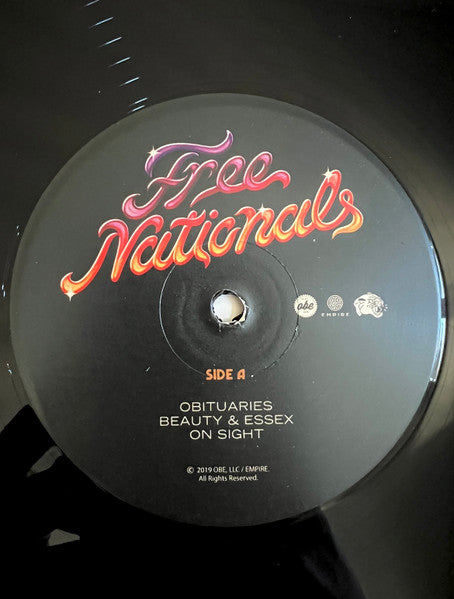 Free
Nationals
obe
EMPIRE
SIDE A
OBITUARIES
BEAUTY & ESSEX
ON SIGHT
© 2019 OBE, LLC / EMPIRE.
All Rights Reserved.